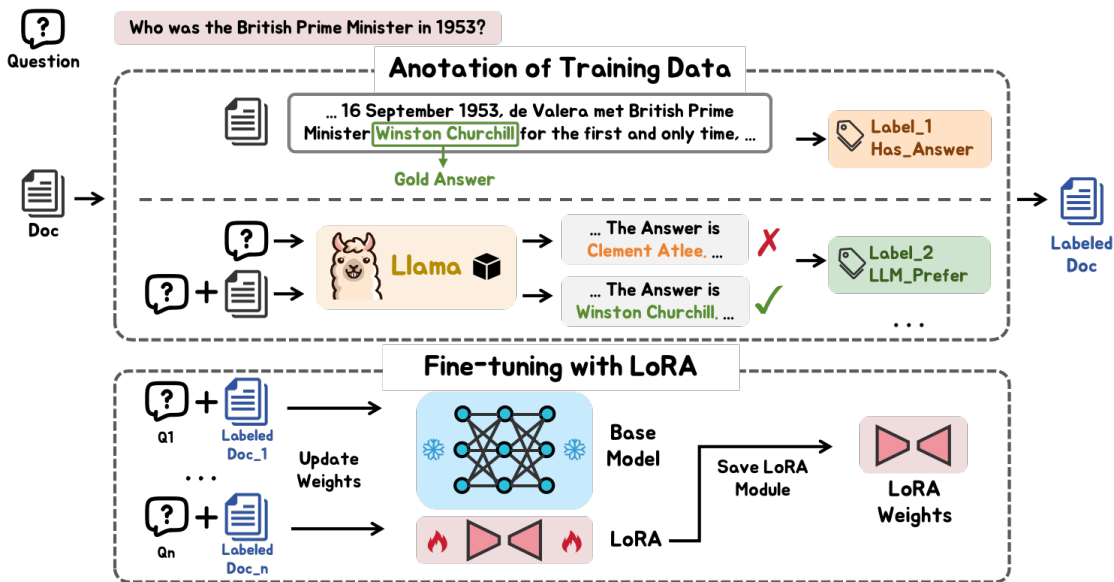 Question
Who was the British Prime Minister in 1953?
Anotation of Training Data
Doc
... 16 September 1953, de Valera met British Prime
Minister Winston Churchill for the first and only time, ...
Gold Answer
Label_1
Has_Answer
?
?
Llama
... The Answer is
Clement Atlee. ...
... The Answer is
Winston Churchill. ...
Label_2
LLM_Prefer
...
Labeled
Doc
Fine-tuning with LoRA
Q1
Labeled
Doc_1
...
Qn
Labeled
Doc_n
Update
Weights
Base
Model
LoRA
Save LoRA
Module
LoRA
Weights